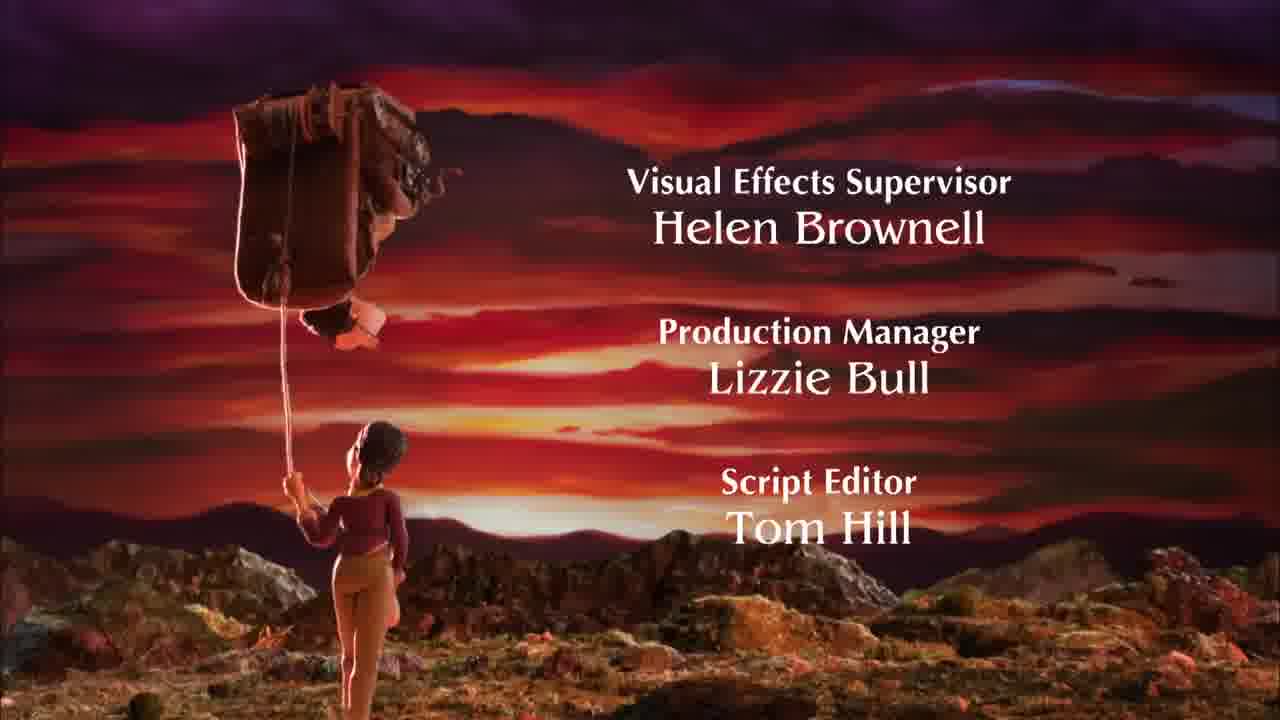 Visual Effects Supervisor
Helen Brownell
Production Manager
Lizzie Bull
Script Editor
Tom Hill